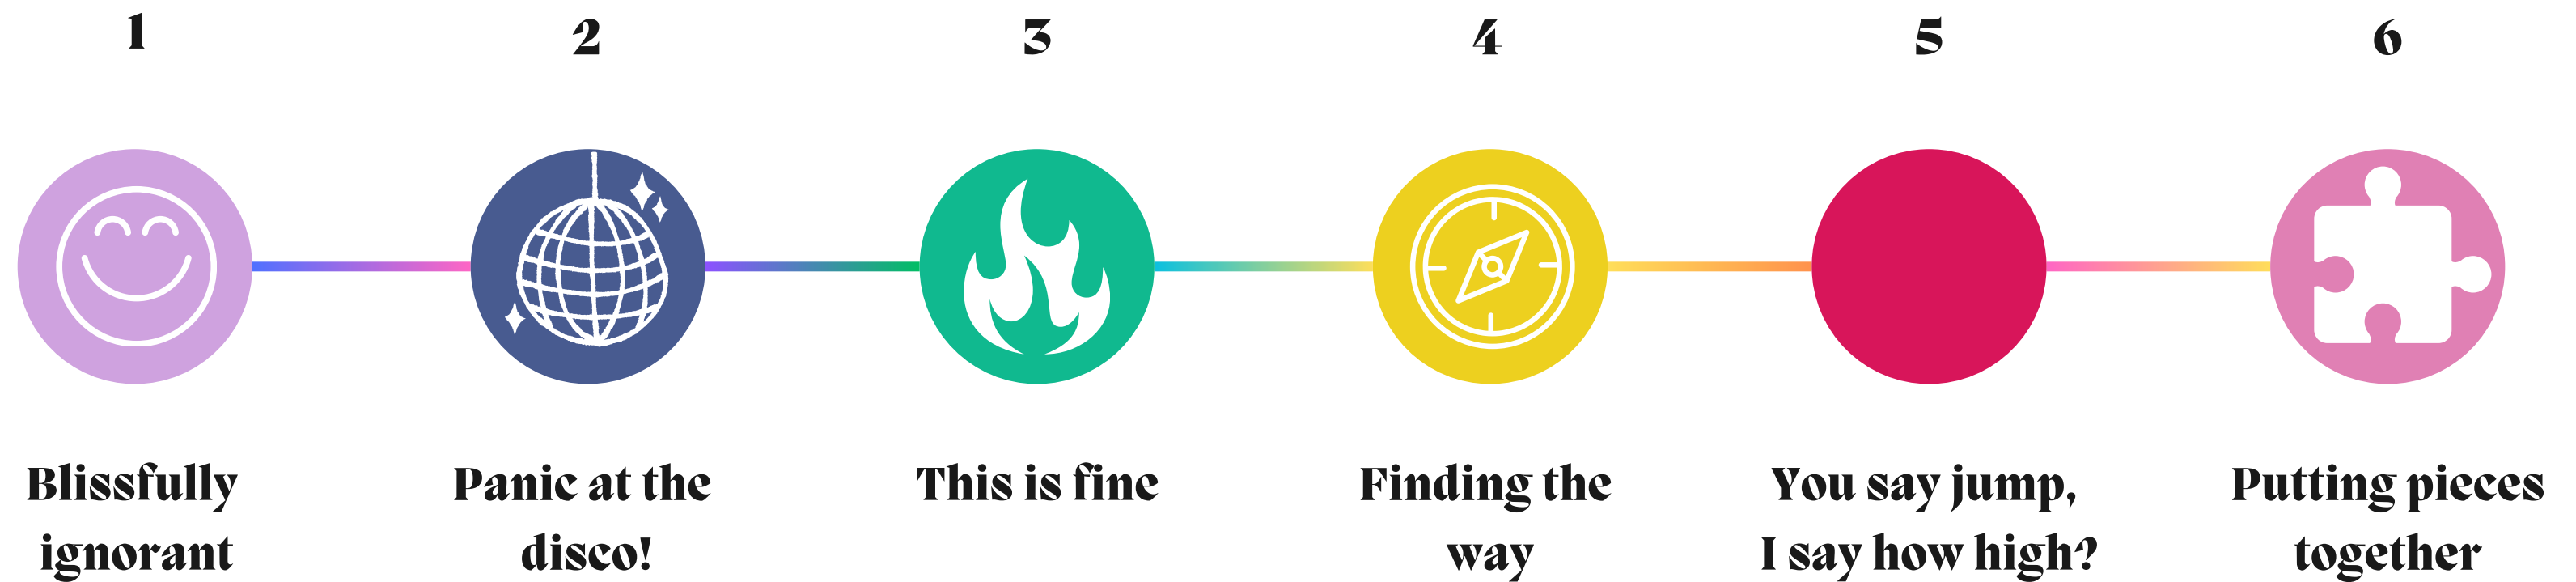 1
2
3
4
5
6
Blissfully
ignorant
Panic at the
disco!
This is fine
Finding the
way
You say jump,
I say how high?
Putting pieces
together